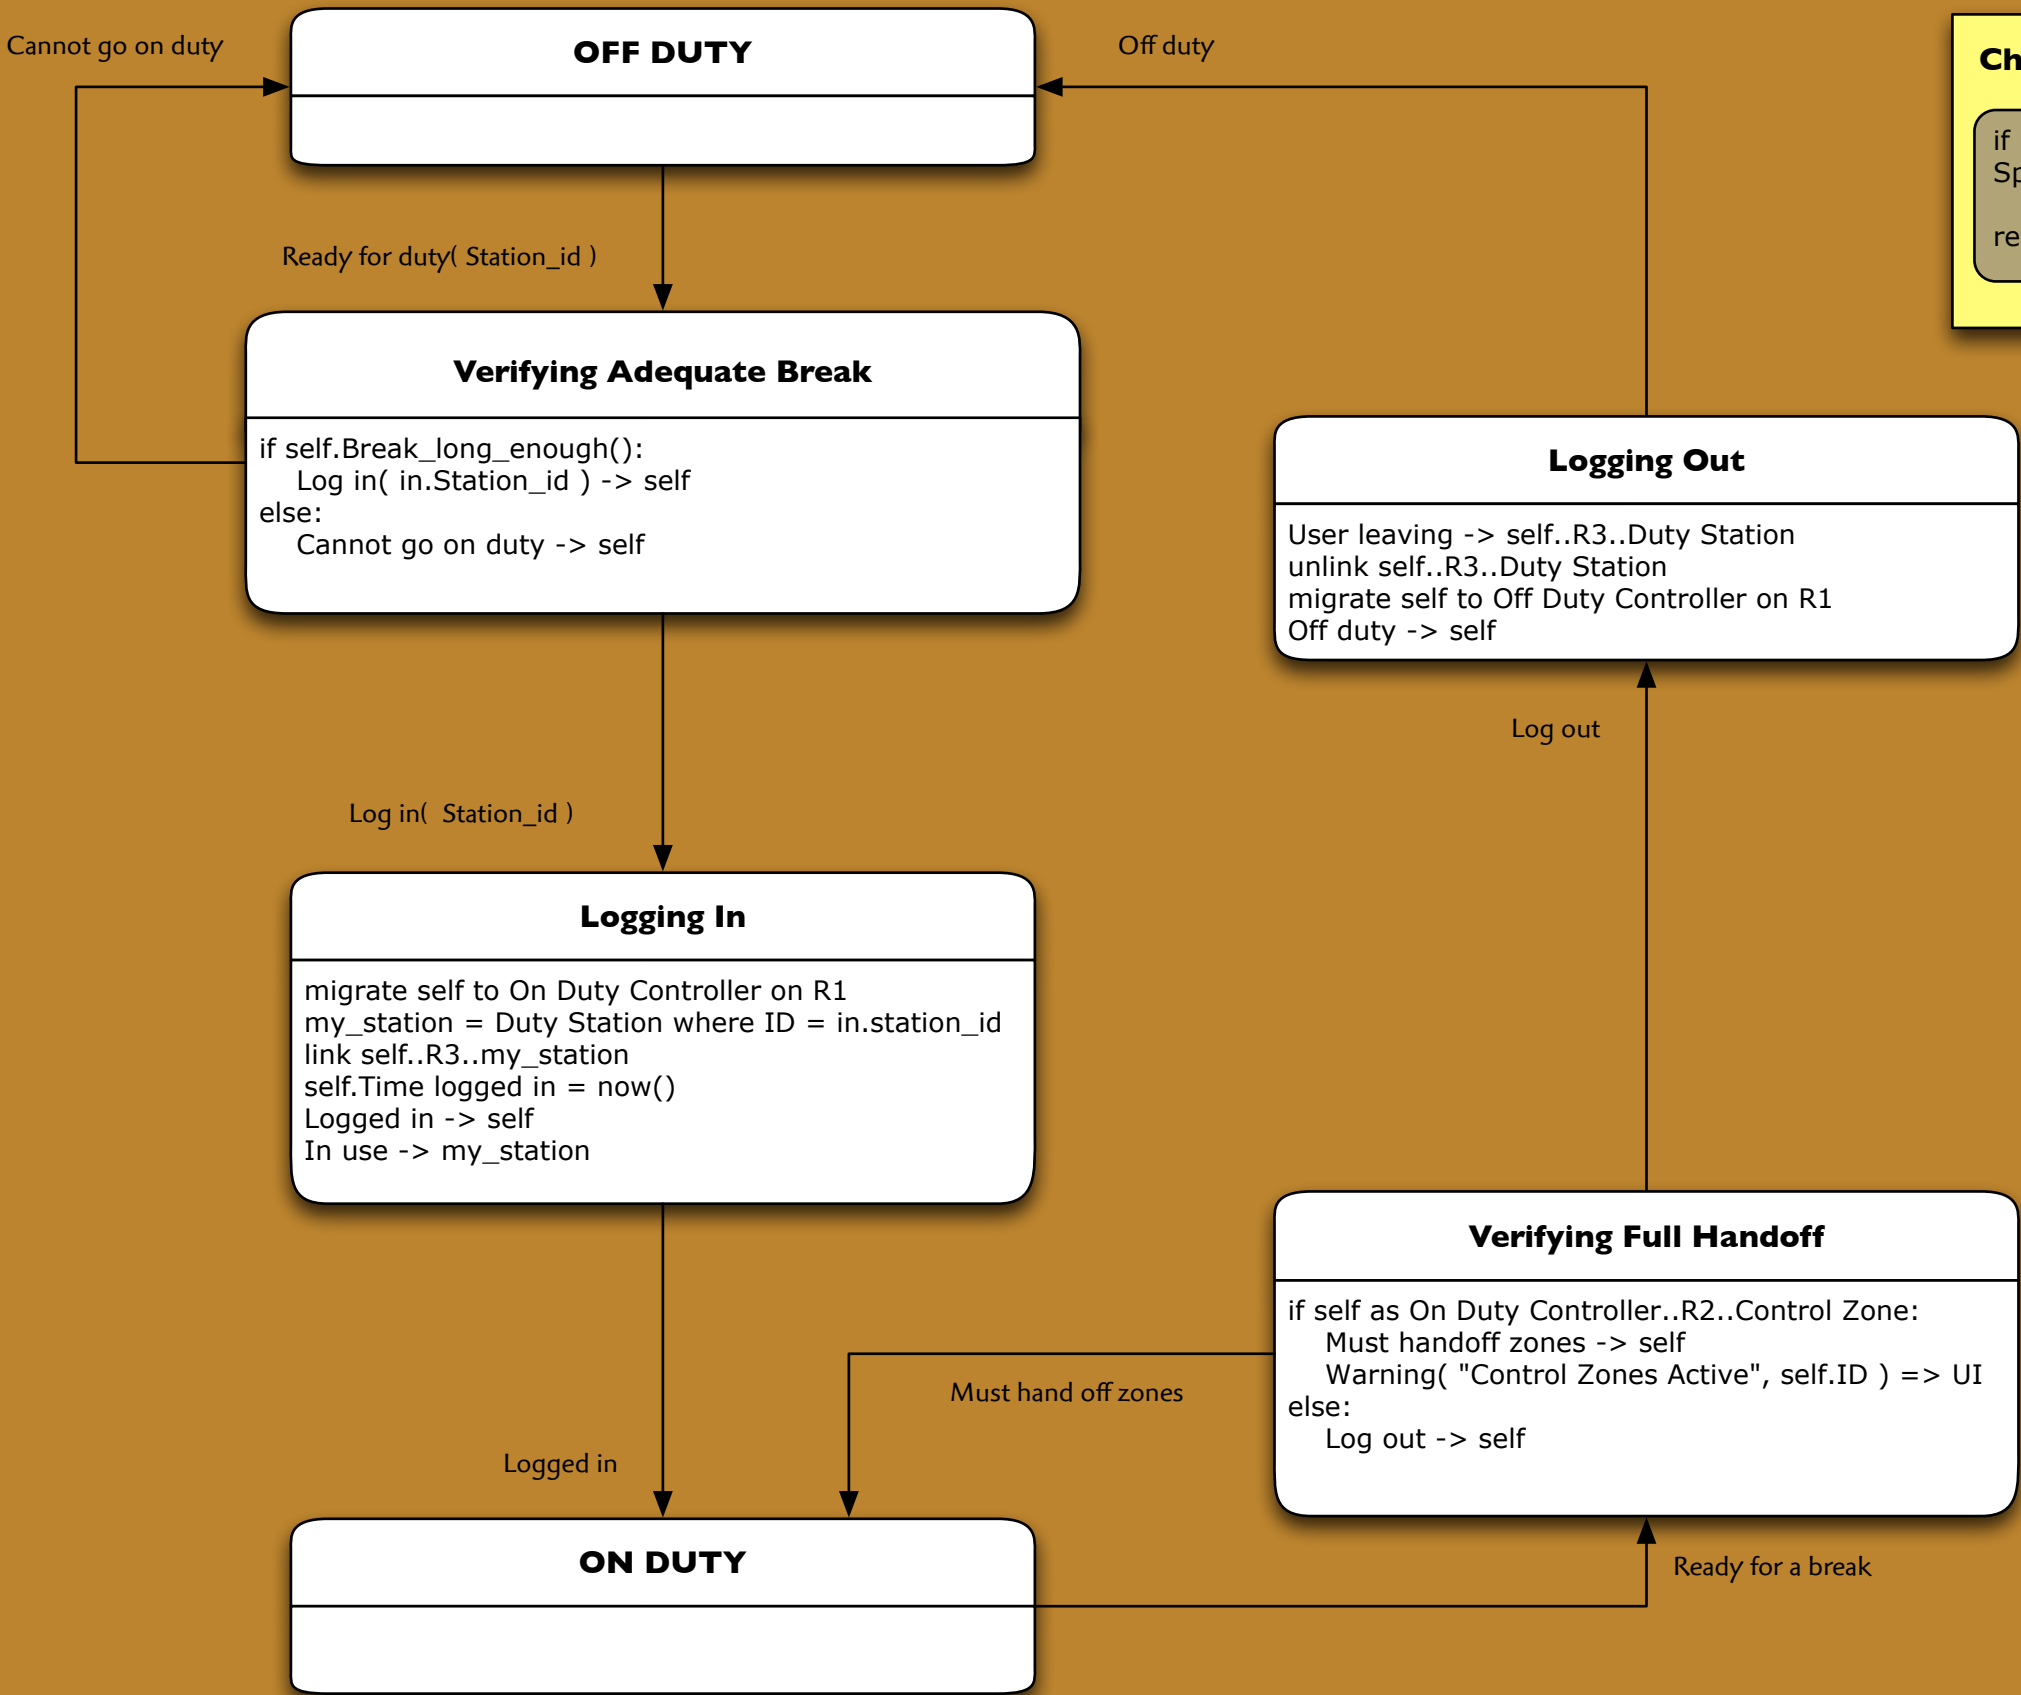 Cannot go on duty
OFF DUTY
Off duty
if
Ready for duty( Station_id )
Verifying Adequate Break
if self.Break_long_enough():
Log in( in.Station_id ) -> self
else:
Cannot go on duty -> self
Logging Out
User leaving -> self..R3..Duty Station
unlink self..R3..Duty Station
migrate self to Off Duty Controller on R1
Off duty -> self
Log out
Log in( Station_id )
Logging In
migrate self to On Duty Controller on R1
my_station = Duty Station where ID = in.station_id
link self..R3..my_station
self.Time logged in = now()
Logged in -> self
In use -> my_station
Verifying Full Handoff
if self as On Duty Controller..R2..Control Zone:
Must handoff zones -> self
Warning( "Control Zones Active", self.ID ) => UI
else:
Log out -> self
Must hand off zones
Logged in
ON DUTY
Ready for a break